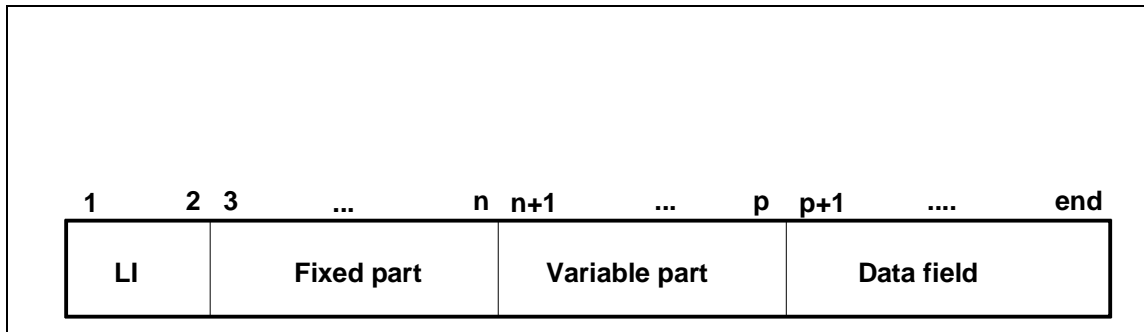 1 2 3 ... n n+1 ... p p+1 .... end
LI Fixed part Variable part Data field